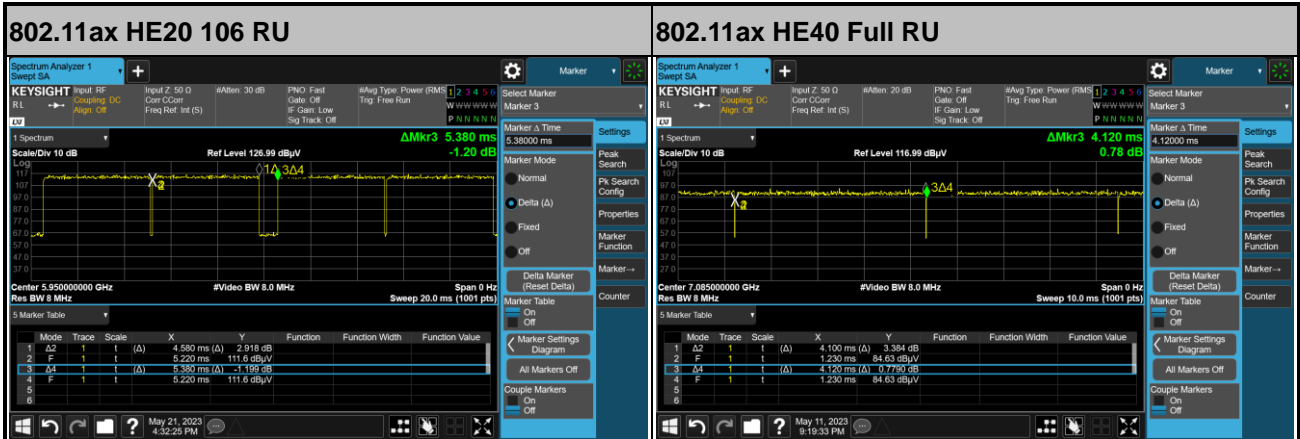 802.11ax HE20 106 RU
Spectrum Analyzer 1
Swept SA
Marker
KEYSIGHT
RL
Input: RF
Coupling: DC
Align: Off
Input Z: 50 Ω
Corr CCorr
Freq Ref: Int (S)
#Atten: 30 dB
PNO: Fast
Gate: Off
IF Gain: Low
Sig Track: Off
#Avg Type: Power (RMS
Trig: Free Run
1 2 3 4 5 6
W W W W W W
P N N N N N
LXI
1 Spectrum
ΔMkr3 5.380 ms
Scale/Div 10 dB
Ref Level 126.99 dBµV
-1.20 dB
Log
117
107
97.0
87.0
77.0
67.0
57.0
47.0
37.0
2
1Δ
3Δ4
Center 5.950000000 GHz
#Video BW 8.0 MHz
Span 0 Hz
Res BW 8 MHz
Sweep 20.0 ms (1001 pts)
5 Marker Table
Mode Trace Scale X Y Function Function Width Function Value
1 Δ2 1 t (Δ) 4.580 ms (Δ) 2.918 dB
2 F 1 t 5.220 ms 111.6 dBµV
3 Δ4 1 t (Δ) 5.380 ms (Δ) -1.199 dB
4 F 1 t 5.220 ms 111.6 dBµV
5
6
Select Marker
Marker 3
Marker Δ Time
5.38000 ms
Marker Mode
Normal
Delta (Δ)
Fixed
Off
Delta Marker
(Reset Delta)
Marker Table
On
Off
Marker Settings
Diagram
All Markers Off
Couple Markers
On
Off
Settings
Peak
Search
Pk Search
Config
Properties
Marker
Function
Marker→
Counter
May 21, 2023
4:32:25 PM
802.11ax HE40 Full RU
Spectrum Analyzer 1
Swept SA
Marker
KEYSIGHT
RL
Input: RF
Coupling: DC
Align: Off
Input Z: 50 Ω
Corr CCorr
Freq Ref: Int (S)
#Atten: 20 dB
PNO: Fast
Gate: Off
IF Gain: Low
Sig Track: Off
#Avg Type: Power (RMS
Trig: Free Run
1 2 3 4 5 6
W W W W W W
P N N N N N
LXI
1 Spectrum
ΔMkr3 4.120 ms
Scale/Div 10 dB
Ref Level 116.99 dBµV
0.78 dB
Log
107
97.0
87.0
77.0
67.0
57.0
47.0
37.0
27.0
2
3Δ4
Center 7.085000000 GHz
#Video BW 8.0 MHz
Span 0 Hz
Res BW 8 MHz
Sweep 10.0 ms (1001 pts)
5 Marker Table
Mode Trace Scale X Y Function Function Width Function Value
1 Δ2 1 t (Δ) 4.100 ms (Δ) 3.384 dB
2 F 1 t 1.230 ms 84.63 dBµV
3 Δ4 1 t (Δ) 4.120 ms (Δ) 0.7790 dB
4 F 1 t 1.230 ms 84.63 dBµV
5
6
Select Marker
Marker 3
Marker Δ Time
4.12000 ms
Marker Mode
Normal
Delta (Δ)
Fixed
Off
Delta Marker
(Reset Delta)
Marker Table
On
Off
Marker Settings
Diagram
All Markers Off
Couple Markers
On
Off
Settings
Peak
Search
Pk Search
Config
Properties
Marker
Function
Marker→
Counter
May 11, 2023
9:19:33 PM